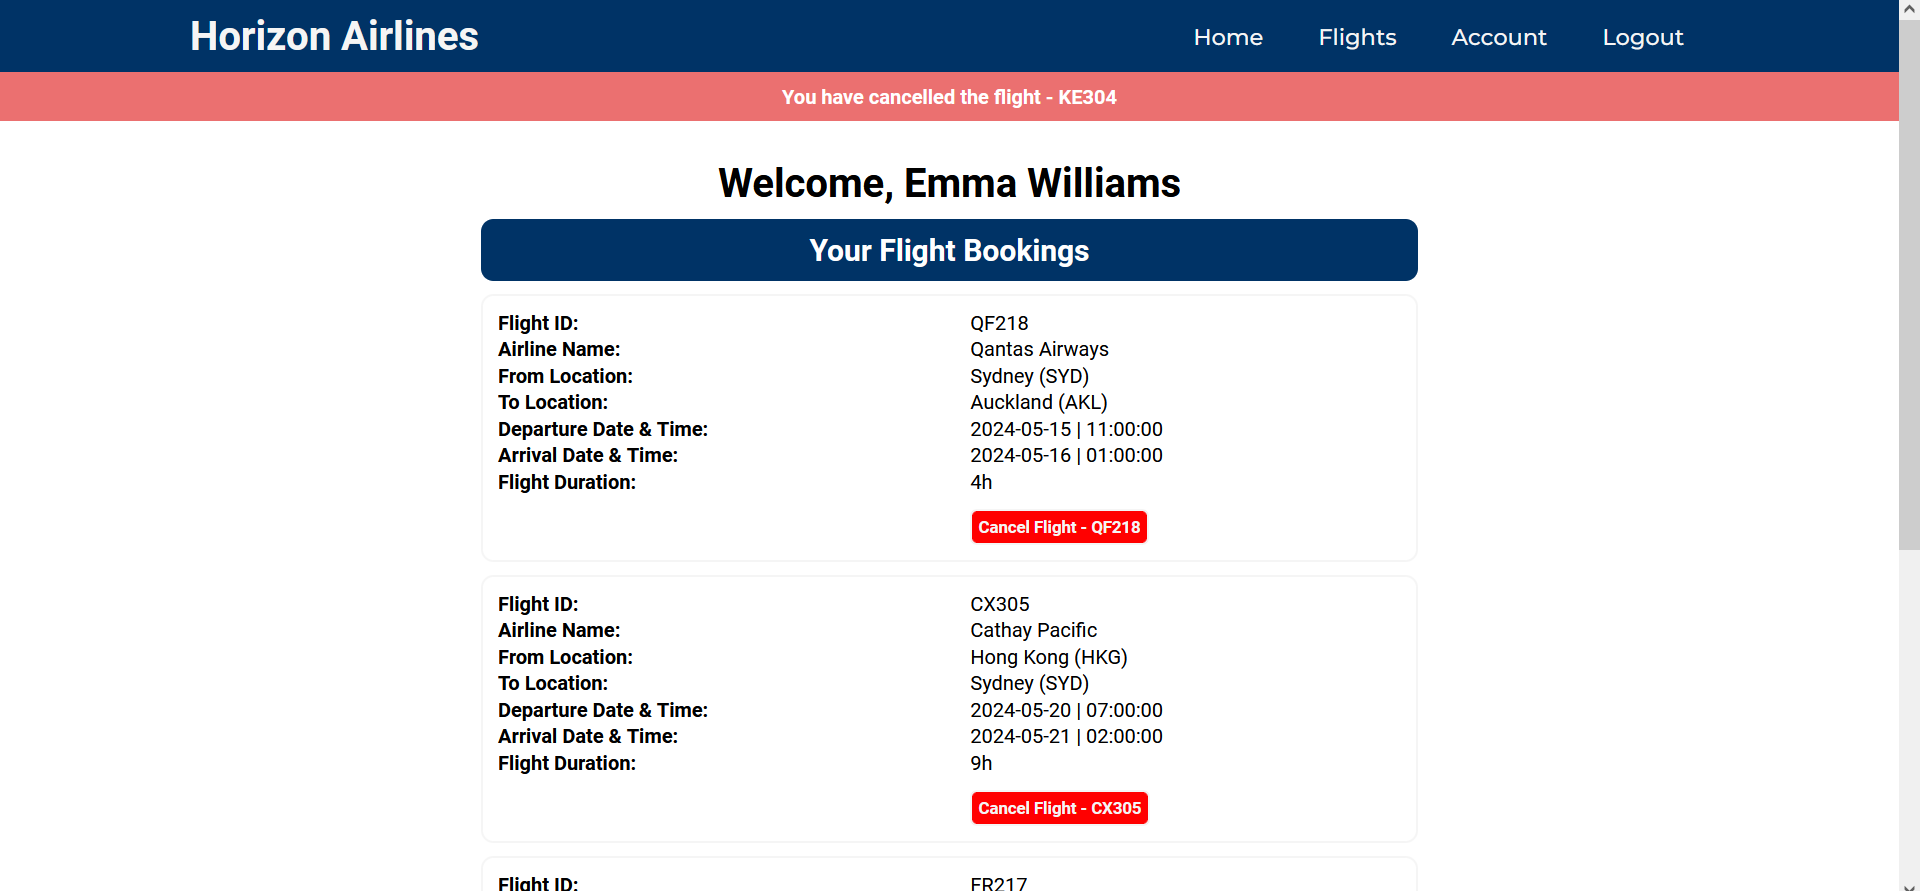 Horizon Airlines
Home Flights Account Logout
You have cancelled the flight - KE304
Welcome, Emma Williams
Your Flight Bookings
Flight ID: QF218
Airline Name: Qantas Airways
From Location: Sydney (SYD)
To Location: Auckland (AKL)
Departure Date & Time: 2024-05-15 | 11:00:00
Arrival Date & Time: 2024-05-16 | 01:00:00
Flight Duration: 4h
Cancel Flight - QF218
Flight ID: CX305
Airline Name: Cathay Pacific
From Location: Hong Kong (HKG)
To Location: Sydney (SYD)
Departure Date & Time: 2024-05-20 | 07:00:00
Arrival Date & Time: 2024-05-21 | 02:00:00
Flight Duration: 9h
Cancel Flight - CX305
Flight ID: FR217